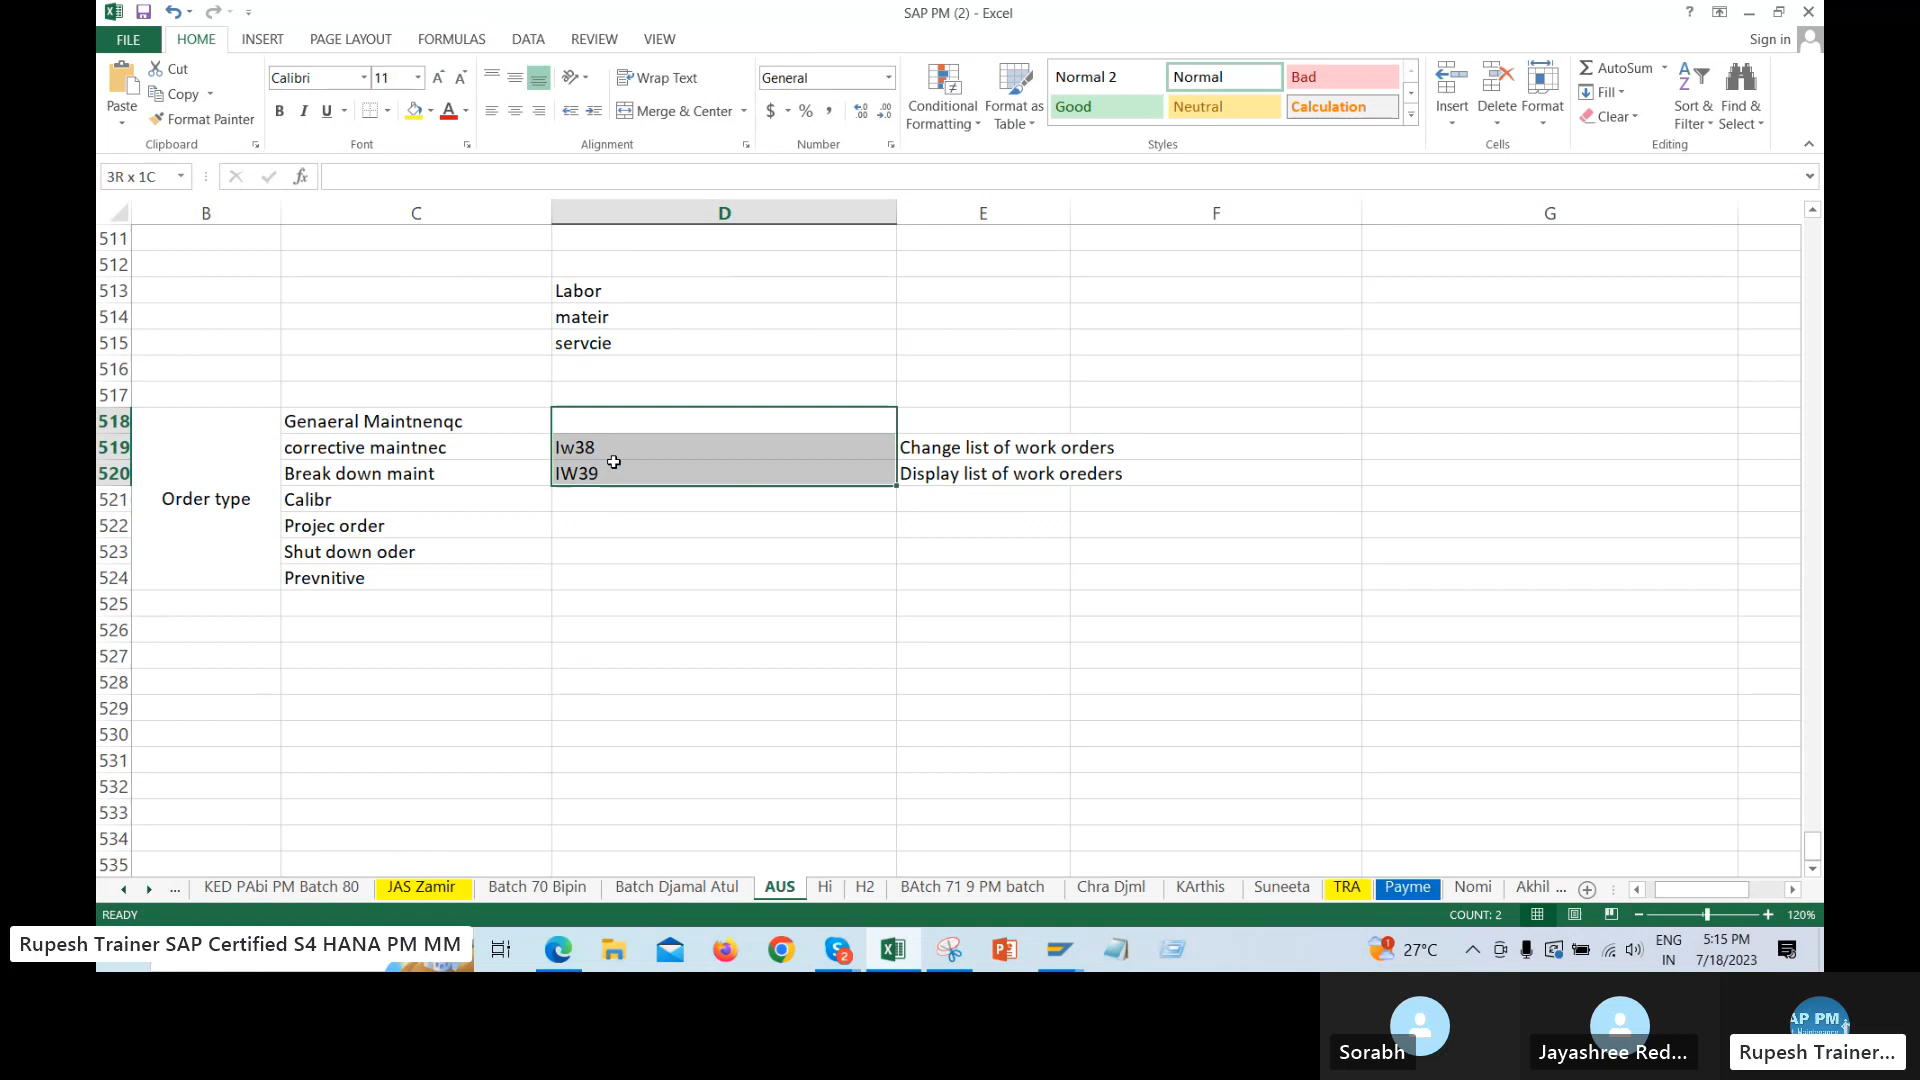 SAP PM (2) - Excel
FILE HOME INSERT PAGE LAYOUT FORMULAS DATA REVIEW VIEW Sign in
Paste Cut Copy Format Painter Clipboard
Calibri 11 B I U A Font
Wrap Text Merge & Center Alignment
General $ % , Number
Conditional Formatting Format as Table
Normal 2 Normal Bad
Good Neutral Calculation
Styles
Insert Delete Format Cells
AutoSum Fill Clear Sort & Filter Find & Select Editing
3R x 1C fx
B C D E F G
511
512
513 Labor
514 mateir
515 servcie
516
517
518 Genaeral Maintnenqc
519 corrective maintnec Iw38 Change list of work orders
520 Break down maint IW39 Display list of work oreders
521 Order type Calibr
522 Projec order
523 Shut down oder
524 Prevnitive
525
526
527
528
529
530
531
532
533
534
535
... KED PAbi PM Batch 80 JAS Zamir Batch 70 Bipin Batch Djamal Atul AUS Hi H2 BAtch 71 9 PM batch Chra Djml KArthis Suneeta TRA Payme Nomi Akhil ...
READY COUNT: 2 120%
Rupesh Trainer SAP Certified S4 HANA PM MM
2
1 27°C ENG IN 5:15 PM 7/18/2023
Sorabh Jayashree Red... AP PM Rupesh Trainer...